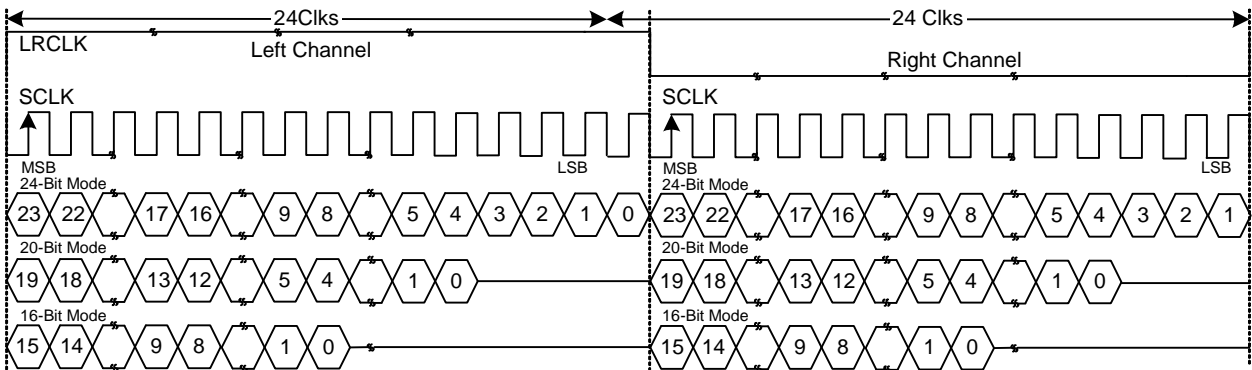 24Clks 24 Clks
LRCLK
Left Channel Right Channel
SCLK SCLK
MSB LSB MSB LSB
24-Bit Mode 24-Bit Mode
23 22 17 16 9 8 5 4 3 2 1 0 23 22 17 16 9 8 5 4 3 2 1
20-Bit Mode 20-Bit Mode
19 18 13 12 5 4 1 0 19 18 13 12 5 4 1 0
16-Bit Mode 16-Bit Mode
15 14 9 8 1 0 15 14 9 8 1 0